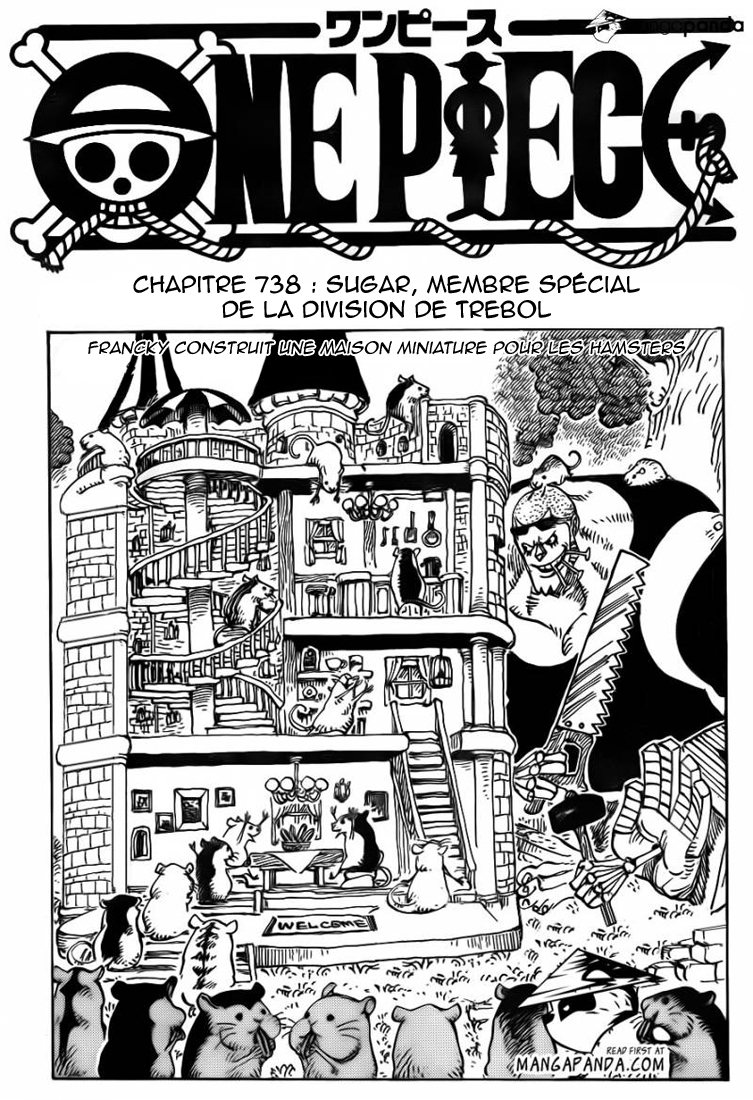 mangapanda
ワンピース
ONE PIECE
CHAPITRE 738 : SUGAR, MEMBRE SPÉCIAL
DE LA DIVISION DE TREBOL
FRANCKY CONSTRUIT UNE MAISON MINIATURE POUR LES HAMSTERS
WELCOME
READ FIRST AT
MANGAPANDA.COM